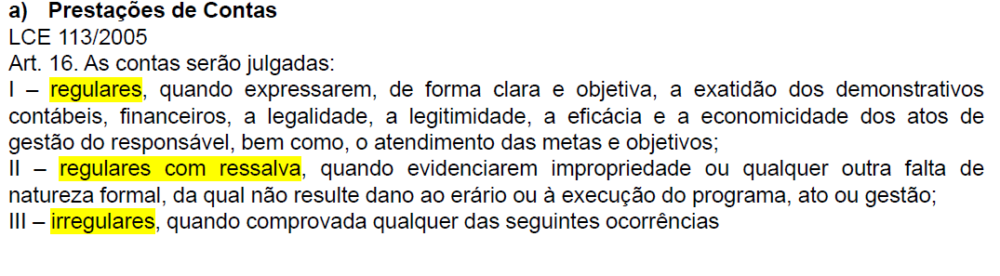 a) Prestações de Contas
LCE 113/2005
Art. 16. As contas serão julgadas:
I – regulares, quando expressarem, de forma clara e objetiva, a exatidão dos demonstrativos
contábeis, financeiros, a legalidade, a legitimidade, a eficácia e a economicidade dos atos de
gestão do responsável, bem como, o atendimento das metas e objetivos;
II – regulares com ressalva, quando evidenciarem impropriedade ou qualquer outra falta de
natureza formal, da qual não resulte dano ao erário ou à execução do programa, ato ou gestão;
III – irregulares, quando comprovada qualquer das seguintes ocorrências